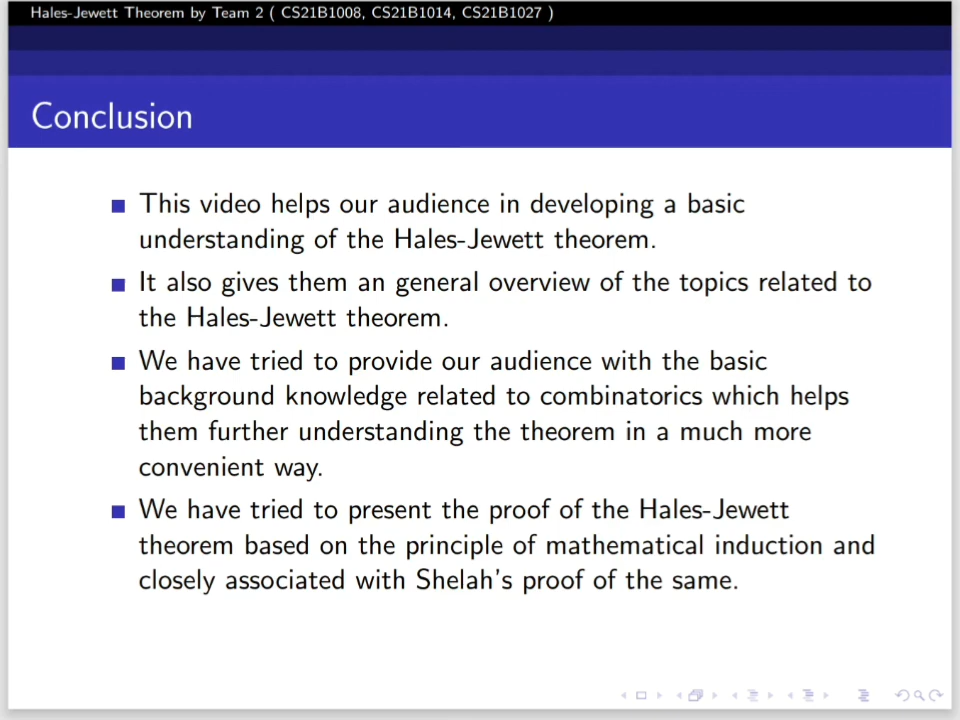 Hales-Jewett Theorem by Team 2 ( CS21B1008, CS21B1014, CS21B1027 )
Conclusion
This video helps our audience in developing a basic
understanding of the Hales-Jewett theorem.
It also gives them an general overview of the topics related to
the Hales-Jewett theorem.
We have tried to provide our audience with the basic
background knowledge related to combinatorics which helps
them further understanding the theorem in a much more
convenient way.
We have tried to present the proof of the Hales-Jewett
theorem based on the principle of mathematical induction and
closely associated with Shelah's proof of the same.